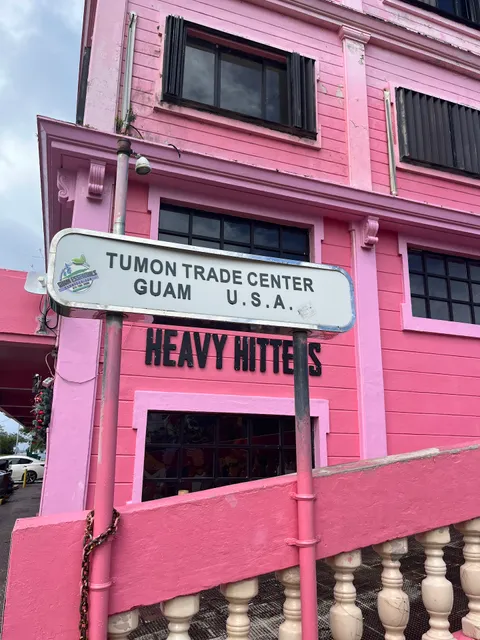 TUMON TRADE CENTER
GUAM U.S.A.
HEAVY HITTERS